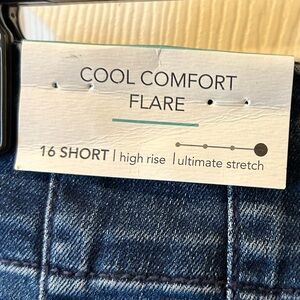 COOL COMFORT
FLARE
16 SHORT | high rise | ultimate stretch